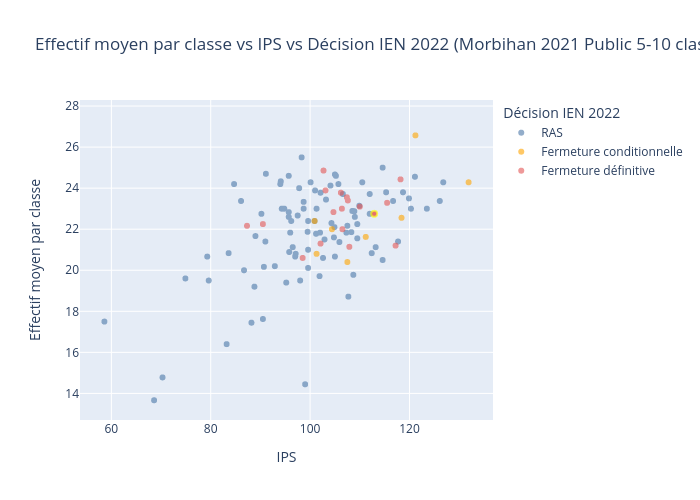 Effectif moyen par classe vs IPS vs Décision IEN 2022 (Morbihan 2021 Public 5-10
Décision IEN 2022
RAS
Fermeture conditionnelle
Fermeture définitive
Effectif moyen par classe
28
26
24
22
20
18
16
14
60 80 100 120
IPS